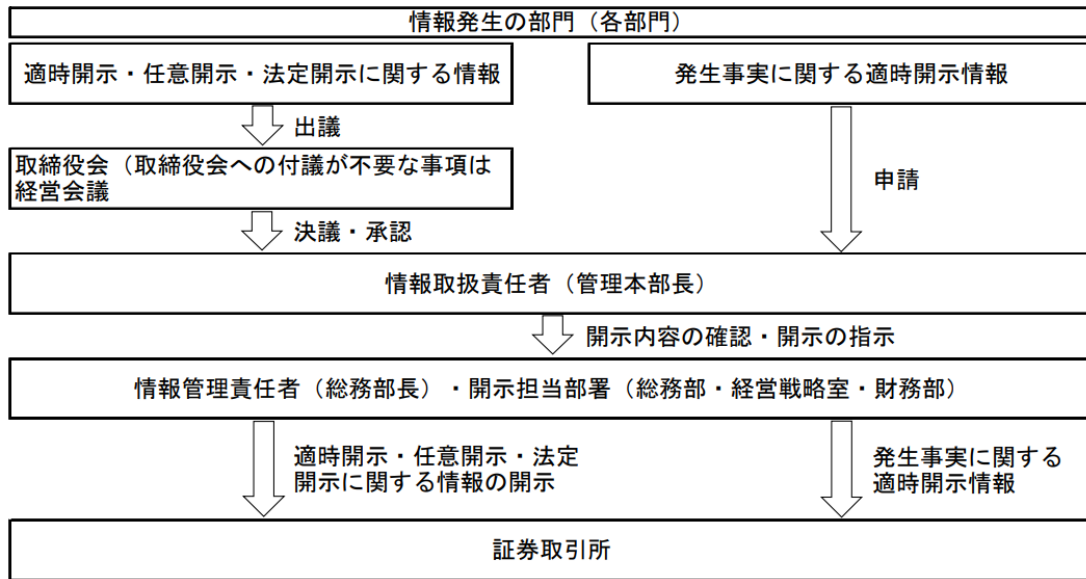 情報発生の部門（各部門）
適時開示・任意開示・法定開示に関する情報
発生事実に関する適時開示情報
出議
取締役会（取締役会への付議が不要な事項は
経営会議
申請
決議・承認
情報取扱責任者（管理本部長）
開示内容の確認・開示の指示
情報管理責任者（総務部長）・開示担当部署（総務部・経営戦略室・財務部）
適時開示・任意開示・法定
開示に関する情報の開示
発生事実に関する
適時開示情報
証券取引所